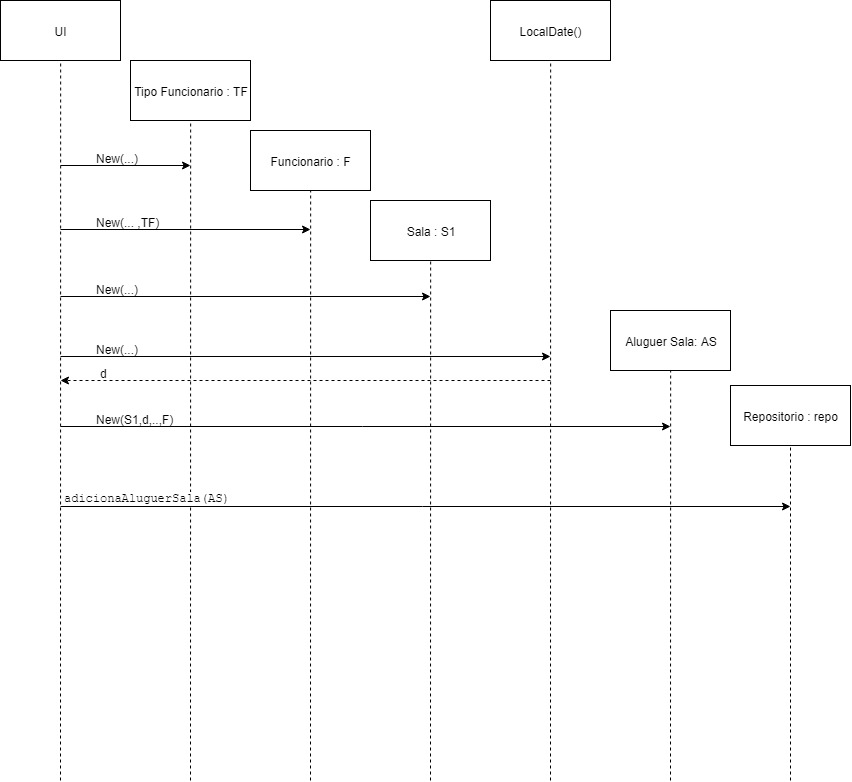 UI
LocalDate()
Tipo Funcionario : TF
New(...)
Funcionario : F
New(... ,TF)
Sala : S1
New(...)
New(...)
Aluguer Sala: AS
d
New(S1,d,..,F)
Repositorio : repo
adicionaAluguerSala(AS)